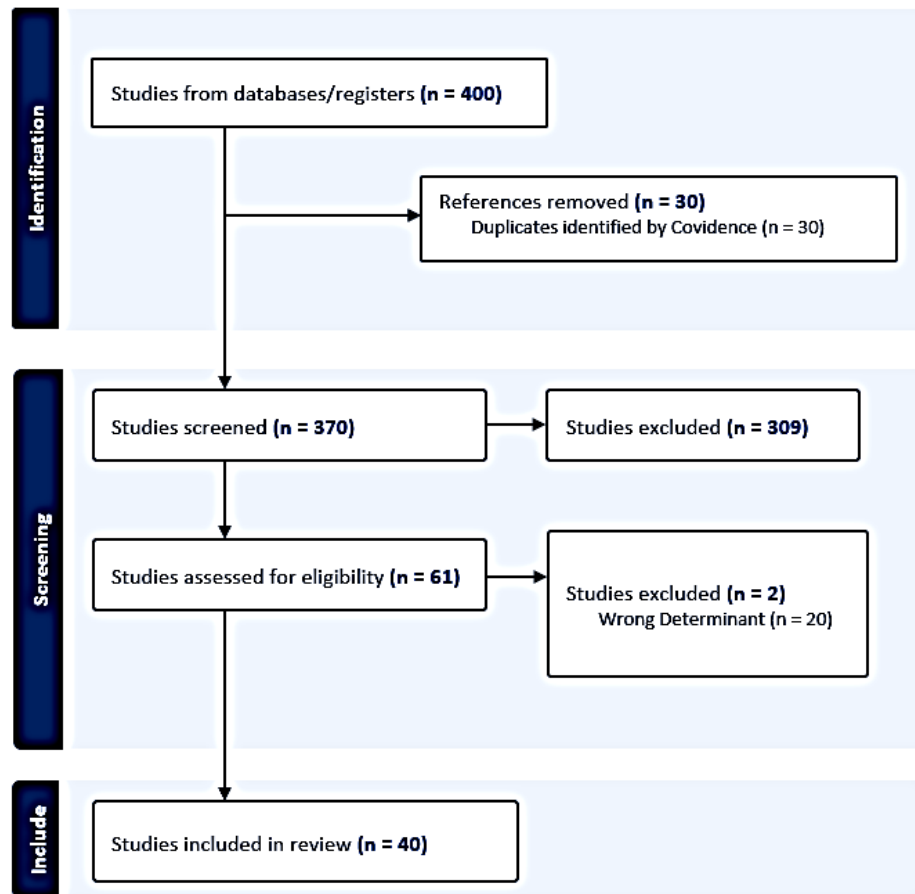 Identification
Studies from databases/registers (n = 400)
References removed (n = 30)
Duplicates identified by Covidence (n = 30)
Screening
Studies screened (n = 370)
Studies excluded (n = 309)
Studies assessed for eligibility (n = 61)
Studies excluded (n = 2)
Wrong Determinant (n = 20)
Include
Studies included in review (n = 40)